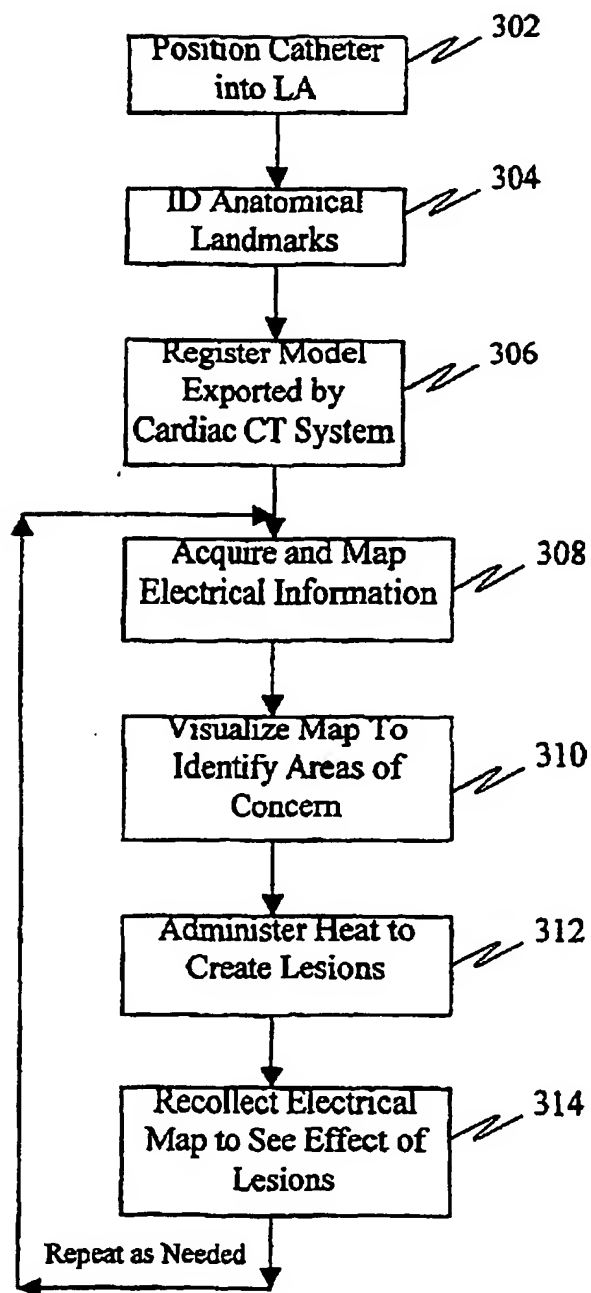 302
Position Catheter
into LA
304
ID Anatomical
Landmarks
306
Register Model
Exported by
Cardiac CT System
308
Acquire and Map
Electrical Information
310
Visualize Map To
Identify Areas of
Concern
312
Administer Heat to
Create Lesions
314
Recollect Electrical
Map to See Effect of
Lesions
Repeat as Needed